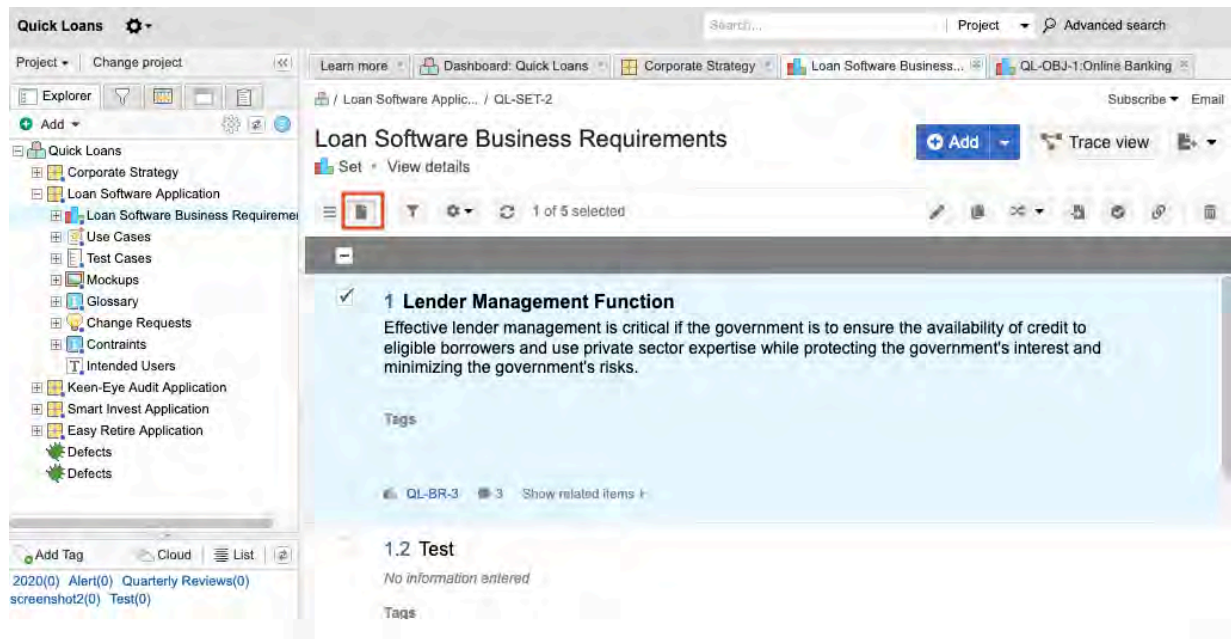 Quick Loans
Search...
Project
Advanced search
Project
Change project
Learn more
Dashboard: Quick Loans
Corporate Strategy
Loan Software Business...
QL-OBJ-1:Online Banking
Explorer
/ Loan Software Applic... / QL-SET-2
Subscribe
Email
Add
Loan Software Business Requirements
Add
Trace view
Set • View details
Quick Loans
Corporate Strategy
Loan Software Application
Loan Software Business Requiremer
Use Cases
Test Cases
Mockups
Glossary
Change Requests
Contraints
Intended Users
Keen-Eye Audit Application
Smart Invest Application
Easy Retire Application
Defects
Defects
1 of 5 selected
1 Lender Management Function
Effective lender management is critical if the government is to ensure the availability of credit to
eligible borrowers and use private sector expertise while protecting the government's interest and
minimizing the government's risks.
Tags
QL-BR-3 3 Show related items
1.2 Test
No information entered
Tags
Add Tag
Cloud
List
2020(0) Alert(0) Quarterly Reviews(0)
screenshot2(0) Test(0)